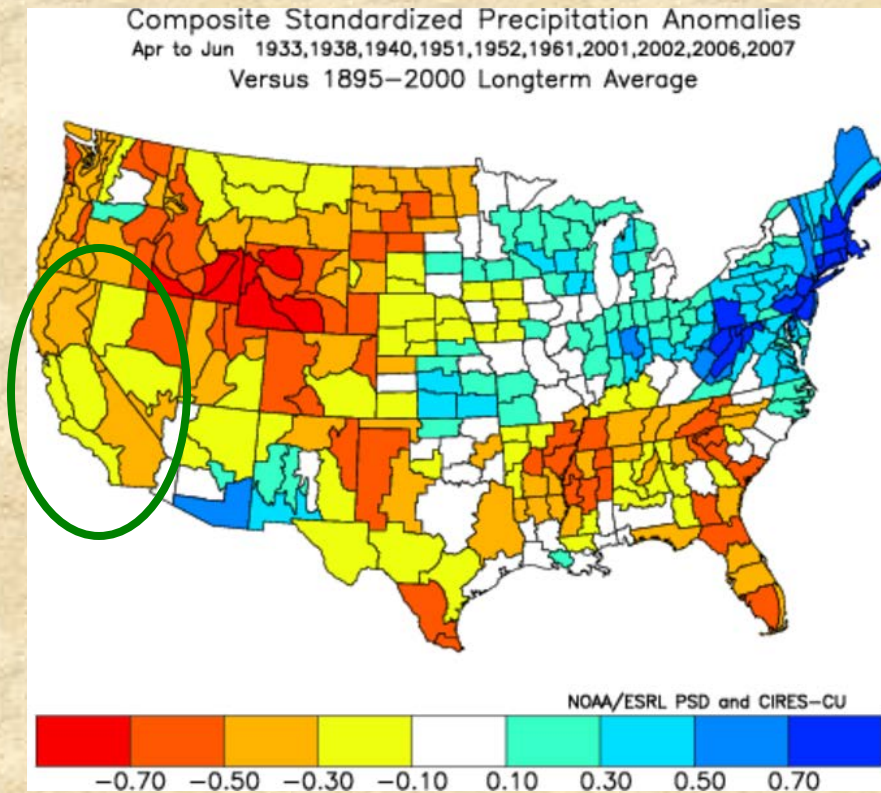 Composite Standardized Precipitation Anomalies
Apr to Jun 1933,1938,1940,1951,1952,1961,2001,2002,2006,2007
Versus 1895−2000 Longterm Average
NOAA/ESRL PSD and CIRES−CU
−0.70 −0.50 −0.30 −0.10 0.10 0.30 0.50 0.70